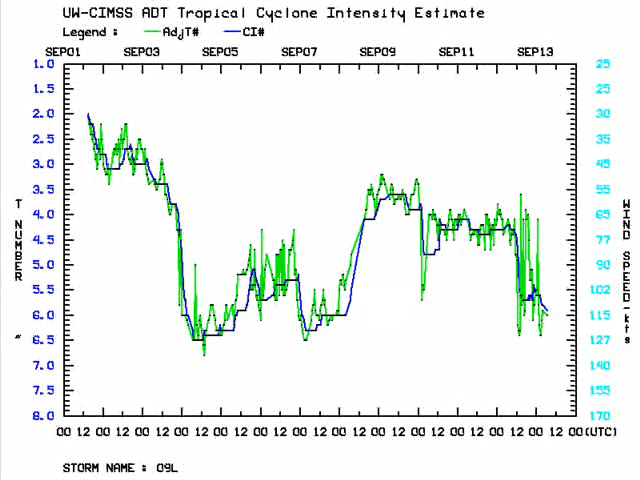 UW-CIMSS ADT Tropical Cyclone Intensity Estimate
Legend : AdjT# CI#
SEP01 SEP03 SEP05 SEP07 SEP09 SEP11 SEP13
1.0 25
2.0 30
2.5 35
3.0 45
3.5 55
4.0 65
4.5 77
5.0 90
5.5 102
6.0 115
6.5 127
7.0 140
7.5 155
8.0 170
T NUMBER
WIND SPEED - kts
00 12 00 12 00 12 00 12 00 12 00 12 00 12 00 12 00 12 00 12 00 12 00 12 00 12 00 (UTC)
STORM NAME : 09L